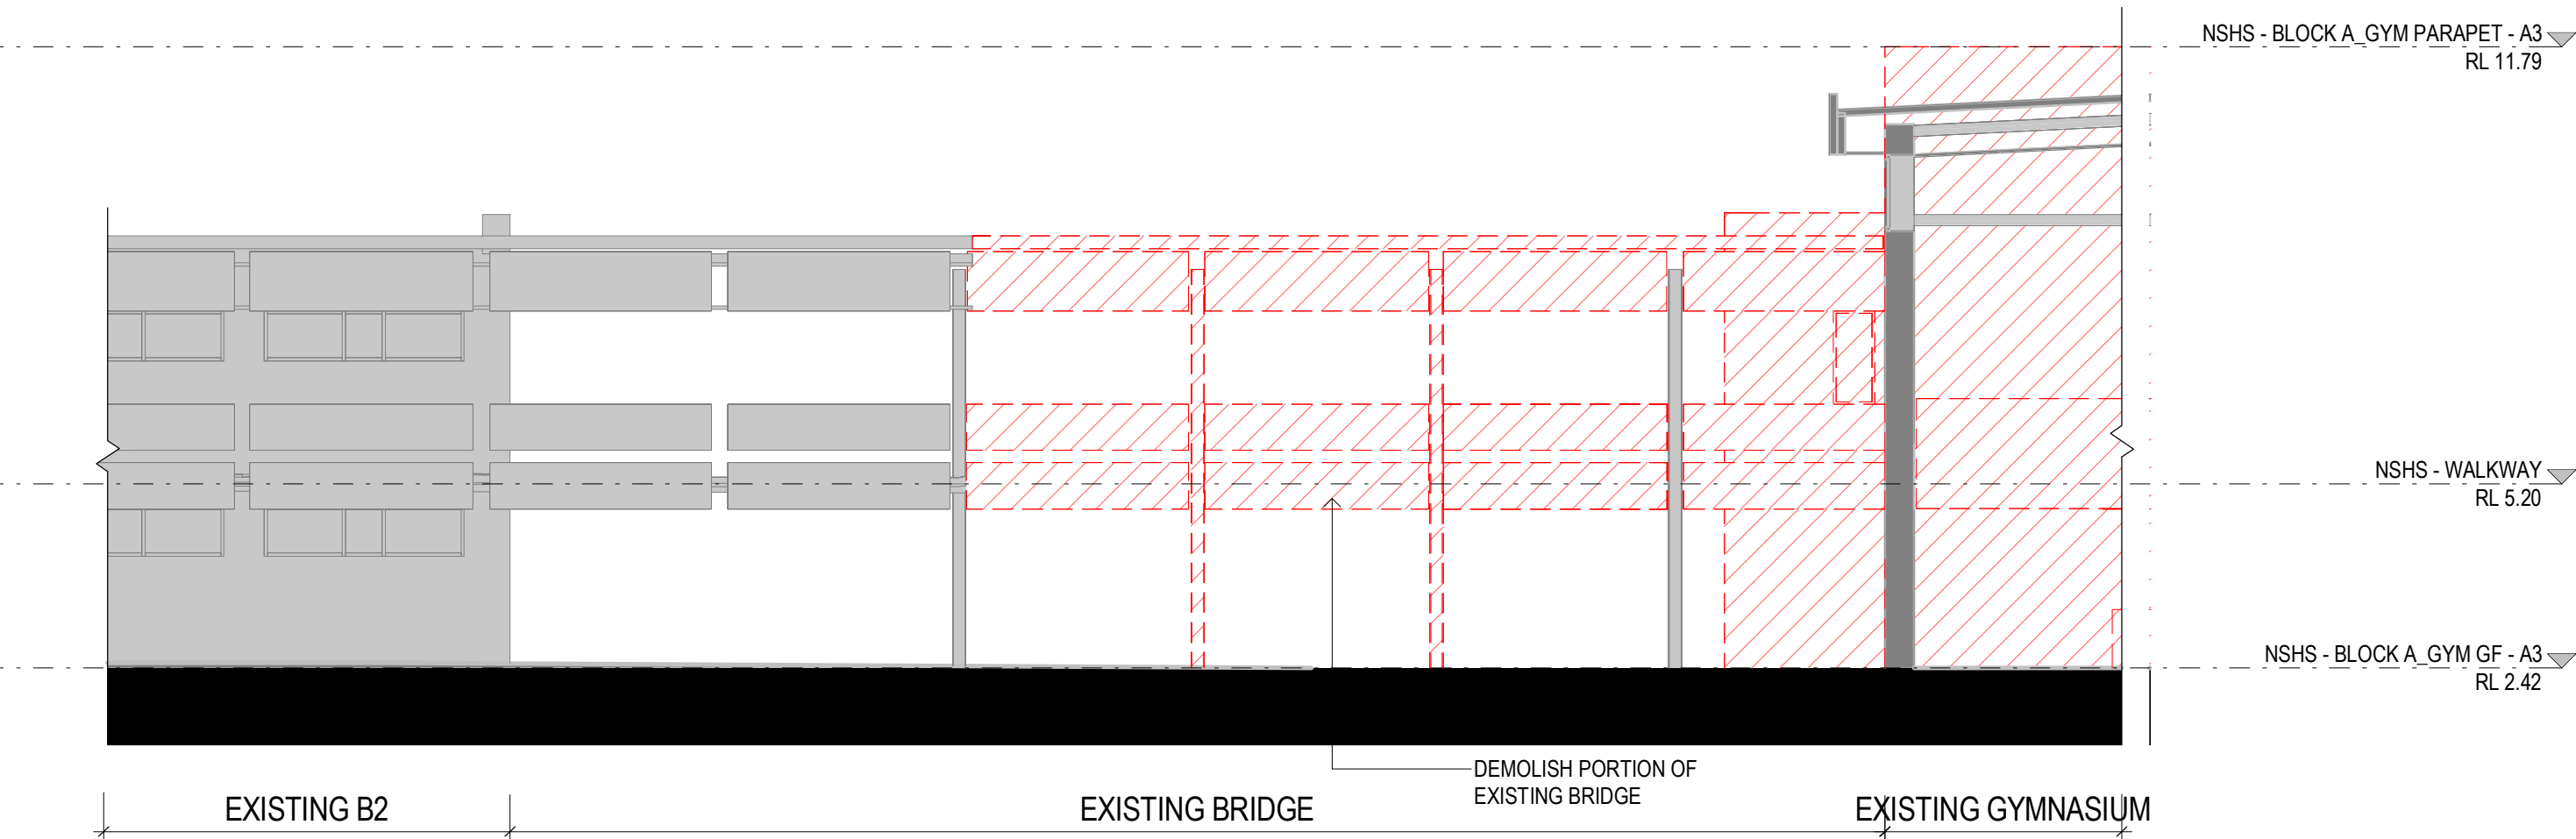 NSHS - BLOCK A_GYM PARAPET - A3
RL 11.79
NSHS - WALKWAY
RL 5.20
NSHS - BLOCK A_GYM GF - A3
RL 2.42
DEMOLISH PORTION OF
EXISTING BRIDGE
EXISTING B2
EXISTING BRIDGE
EXISTING GYMNASIUM